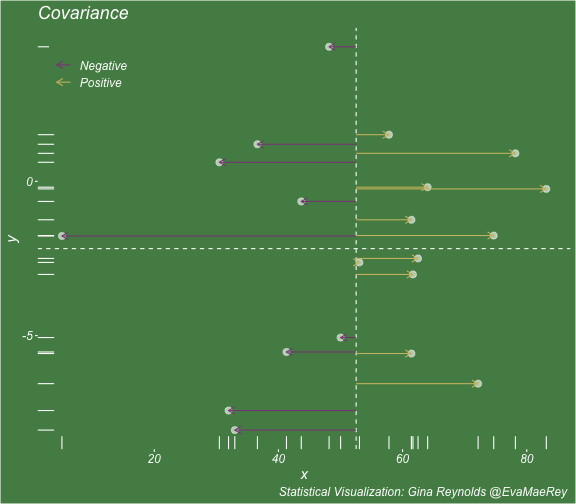 Covariance
Negative
Positive
0
y
-5
20
40
60
80
x
Statistical Visualization: Gina Reynolds @EvaMaeRey